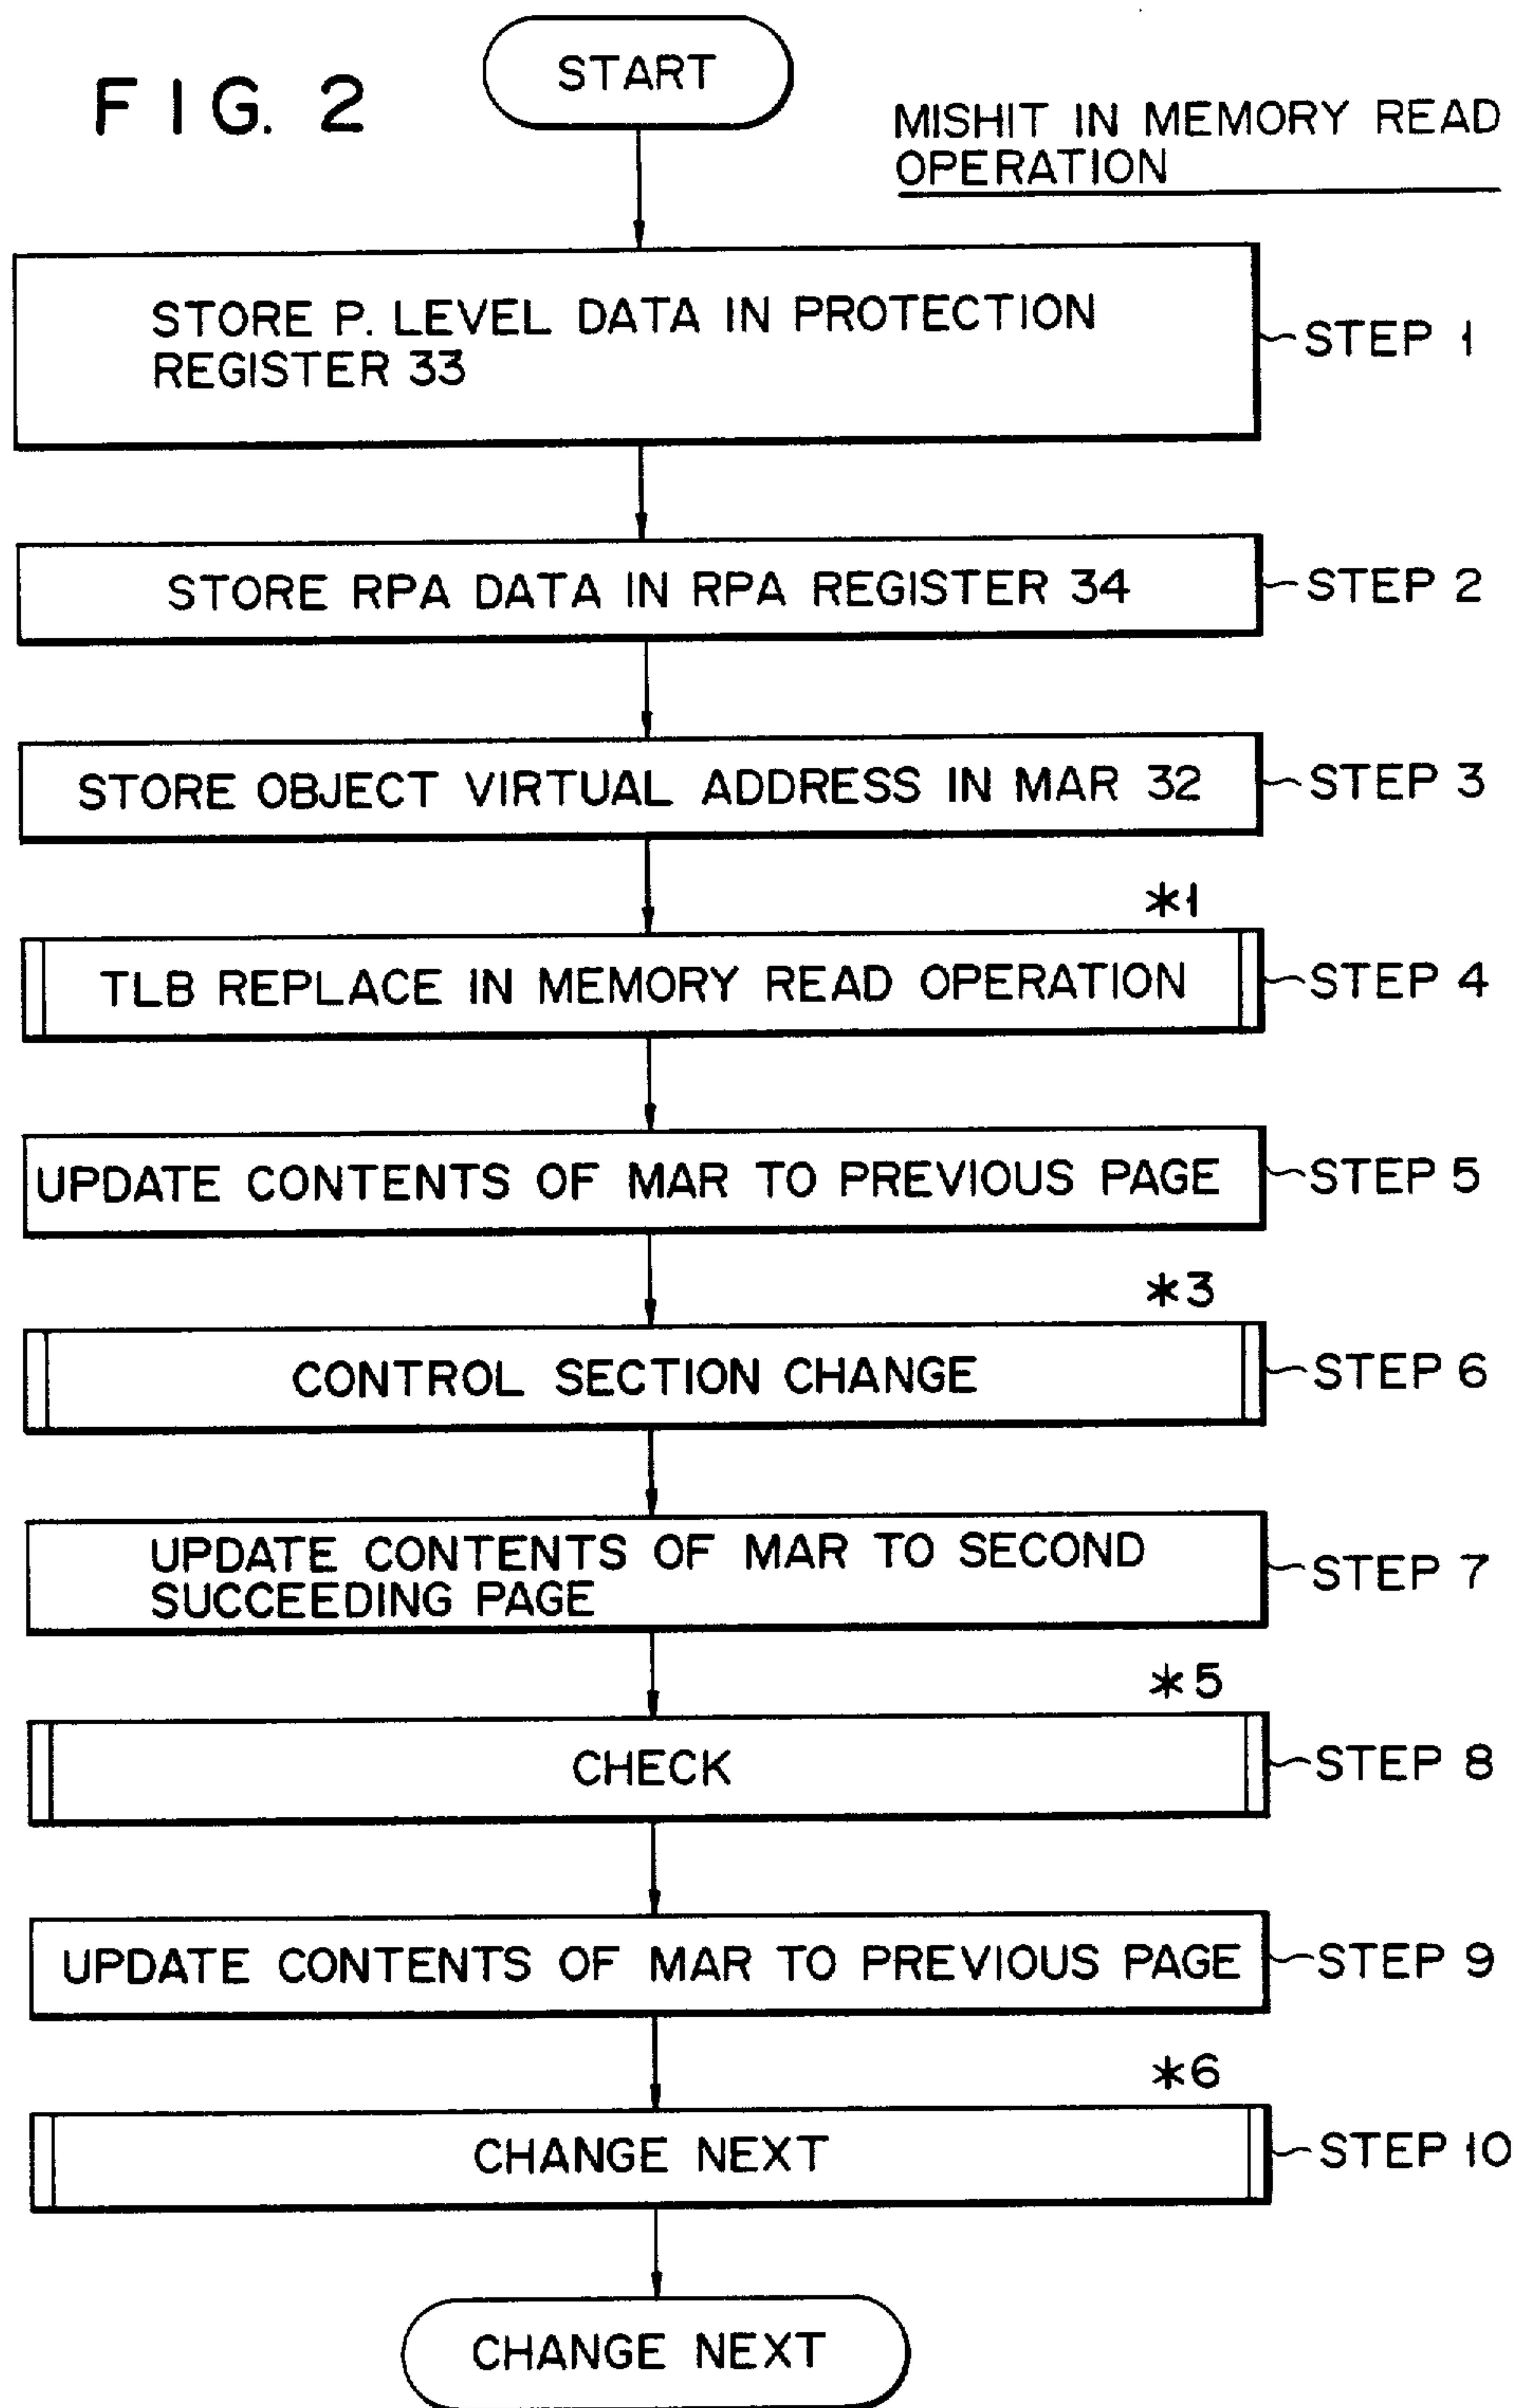 FIG. 2
START
MISHIT IN MEMORY READ
OPERATION
STORE P. LEVEL DATA IN PROTECTION
REGISTER 33
STEP 1
STORE RPA DATA IN RPA REGISTER 34
STEP 2
STORE OBJECT VIRTUAL ADDRESS IN MAR 32
STEP 3
*1
TLB REPLACE IN MEMORY READ OPERATION
STEP 4
UPDATE CONTENTS OF MAR TO PREVIOUS PAGE
STEP 5
*3
CONTROL SECTION CHANGE
STEP 6
UPDATE CONTENTS OF MAR TO SECOND
SUCCEEDING PAGE
STEP 7
*5
CHECK
STEP 8
UPDATE CONTENTS OF MAR TO PREVIOUS PAGE
STEP 9
*6
CHANGE NEXT
STEP 10
CHANGE NEXT